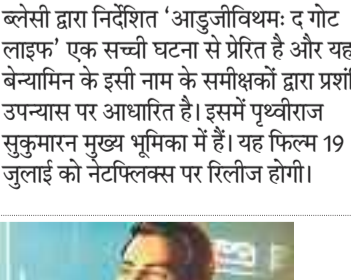 ब्लेसी द्वारा निर्देशित ‘आडुजीविथमः द गोट
लाइफ’ एक सच्ची घटना से प्रेरित है और यह
बेन्यामिन के इसी नाम के समीक्षकों द्वारा
उपन्यास पर आधारित है। इसमें पृथ्वीराज
सुकुमारन मुख्य भूमिका में हैं। यह फिल्म 19
जुलाई को नेटफ्लिक्स पर रिलीज होगी।